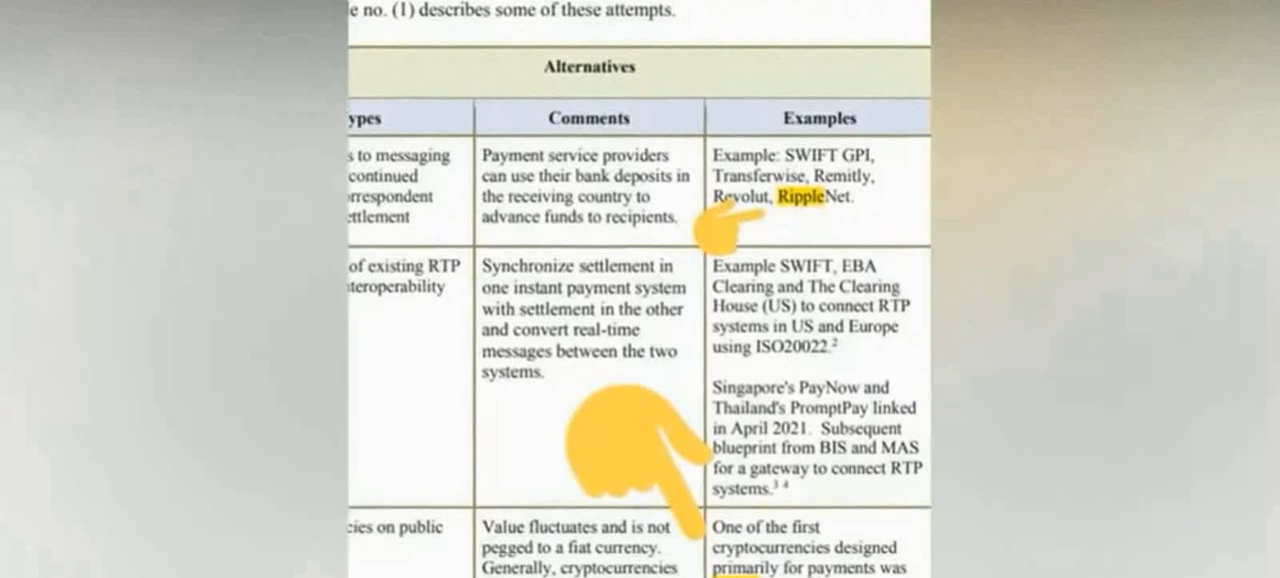 e no. (1) describes some of these attempts.
Alternatives
ypes
Comments
Examples
s to messaging
continued
rrespondent
ettlement
Payment service providers
can use their bank deposits in
the receiving country to
advance funds to recipients.
Example: SWIFT GPI,
Transferwise, Remitly,
Revolut, RippleNet.
of existing RTP
teroperability
Synchronize settlement in
one instant payment system
with settlement in the other
and convert real-time
messages between the two
systems.
Example SWIFT, EBA
Clearing and The Clearing
House (US) to connect RTP
systems in US and Europe
using ISO20022.²
Singapore's PayNow and
Thailand's PromptPay linked
in April 2021. Subsequent
blueprint from BIS and MAS
for a gateway to connect RTP
systems.³ ⁴
cies on public
Value fluctuates and is not
pegged to a fiat currency.
Generally, cryptocurrencies
One of the first
cryptocurrencies designed
primarily for payments was